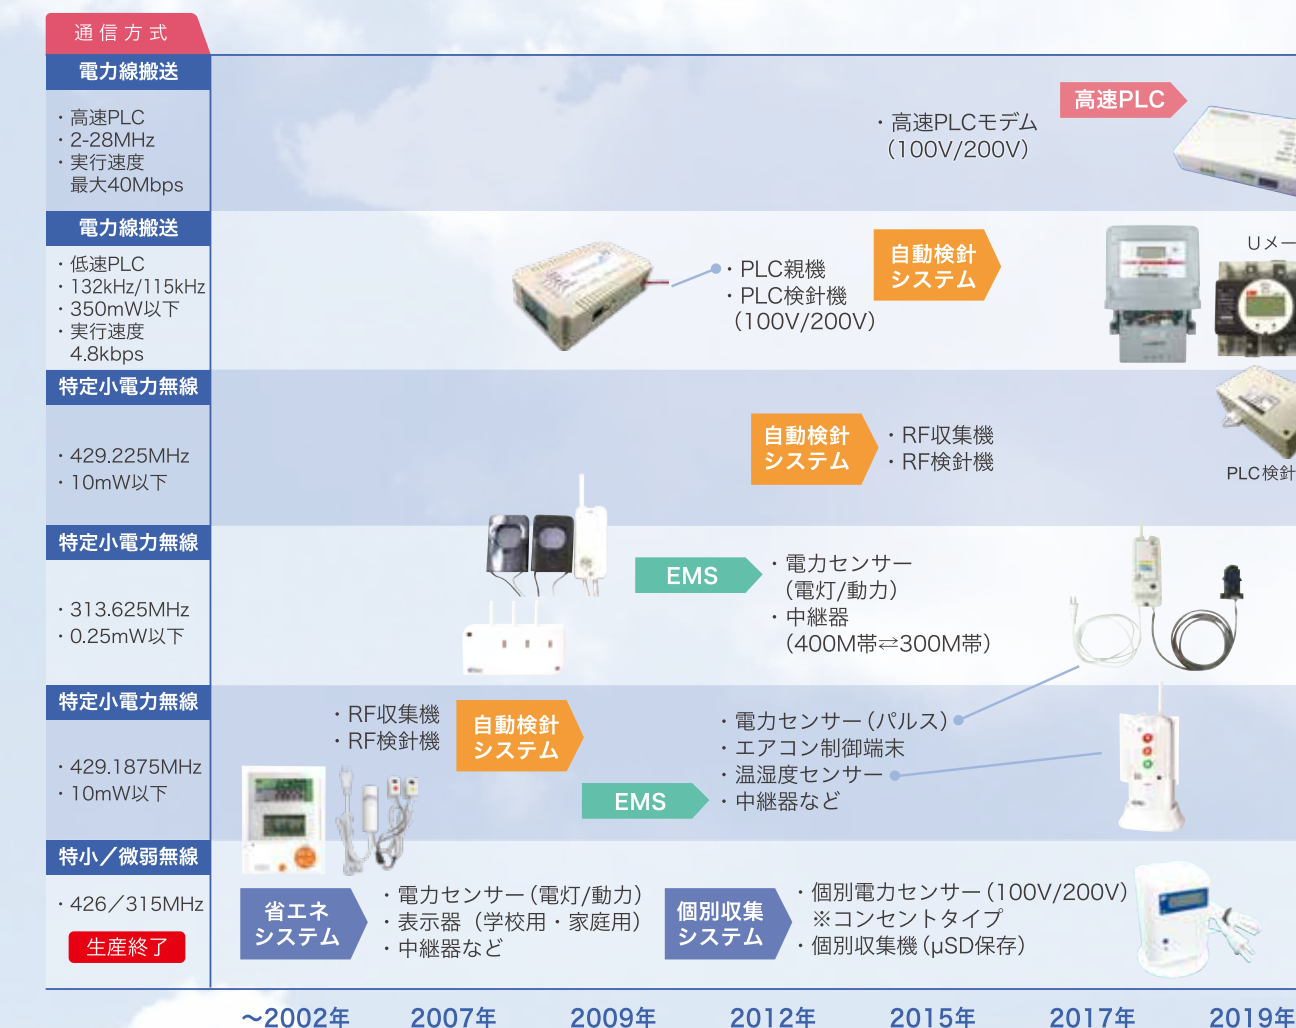 通信方式
電力線搬送
・高速PLC
・2-28MHz
・実行速度
最大40Mbps
・高速PLCモデム
(100V/200V)
高速PLC
電力線搬送
・低速PLC
・132kHz/115kHz
・350mW以下
・実行速度
4.8kbps
・PLC親機
・PLC検針機
(100V/200V)
自動検針
システム
Uメー
特定小電力無線
・429.225MHz
・10mW以下
自動検針
システム
・RF収集機
・RF検針機
PLC検針
特定小電力無線
・313.625MHz
・0.25mW以下
EMS
・電力センサー
(電灯/動力)
・中継器
(400M帯⇄300M帯)
特定小電力無線
・429.1875MHz
・10mW以下
・RF収集機
・RF検針機
自動検針
システム
EMS
・電力センサー(パルス)
・エアコン制御端末
・温湿度センサー
・中継器など
特小／微弱無線
・426／315MHz
生産終了
省エネ
システム
・電力センサー(電灯/動力)
・表示器（学校用・家庭用）
・中継器など
個別収集
システム
・個別電力センサー(100V/200V)
※コンセントタイプ
・個別収集機(μSD保存)
～2002年 2007年 2009年 2012年 2015年 2017年 2019年